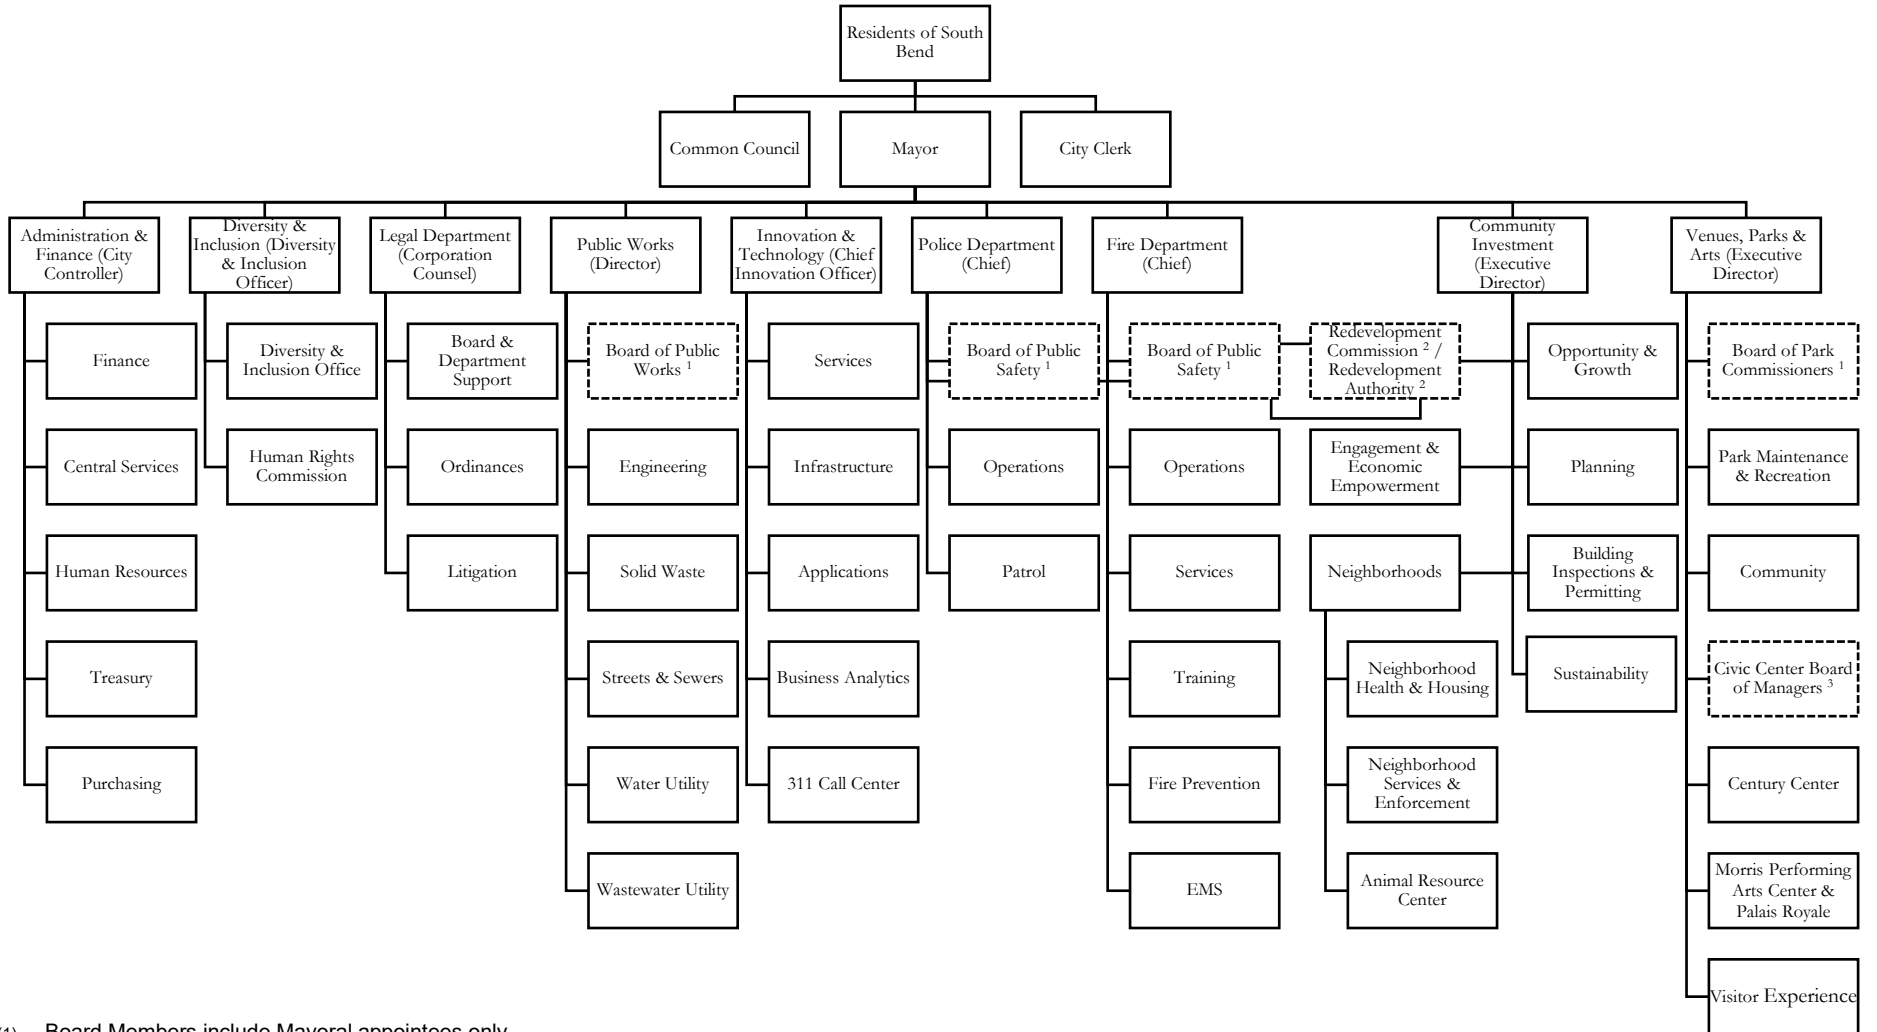 Residents of South
Bend
Common Council
Mayor
City Clerk
Administration &
Finance (City
Controller)
Diversity &
Inclusion (Diversity
& Inclusion
Officer)
Legal Department
(Corporation
Counsel)
Public Works
(Director)
Innovation &
Technology (Chief
Innovation Officer)
Police Department
(Chief)
Fire Department
(Chief)
Community
Investment
(Executive
Director)
Venues, Parks &
Arts (Executive
Director)
Finance
Central Services
Human Resources
Treasury
Purchasing
Diversity &
Inclusion Office
Human Rights
Commission
Board &
Department
Support
Ordinances
Litigation
Board of Public
Works 1
Engineering
Solid Waste
Streets & Sewers
Water Utility
Wastewater Utility
Services
Infrastructure
Applications
Business Analytics
311 Call Center
Board of Public
Safety 1
Operations
Patrol
Board of Public
Safety 1
Operations
Services
Training
Fire Prevention
EMS
Redevelopment
Commission 2 /
Redevelopment
Authority 2
Engagement &
Economic
Empowerment
Neighborhoods
Neighborhood
Health & Housing
Neighborhood
Services &
Enforcement
Animal Resource
Center
Opportunity &
Growth
Planning
Building
Inspections &
Permitting
Sustainability
Board of Park
Commissioners 1
Park Maintenance
& Recreation
Community
Civic Center Board
of Managers 3
Century Center
Morris Performing
Arts Center &
Palais Royale
Visitor Experience
(1) Board Members include Mayoral appointees only